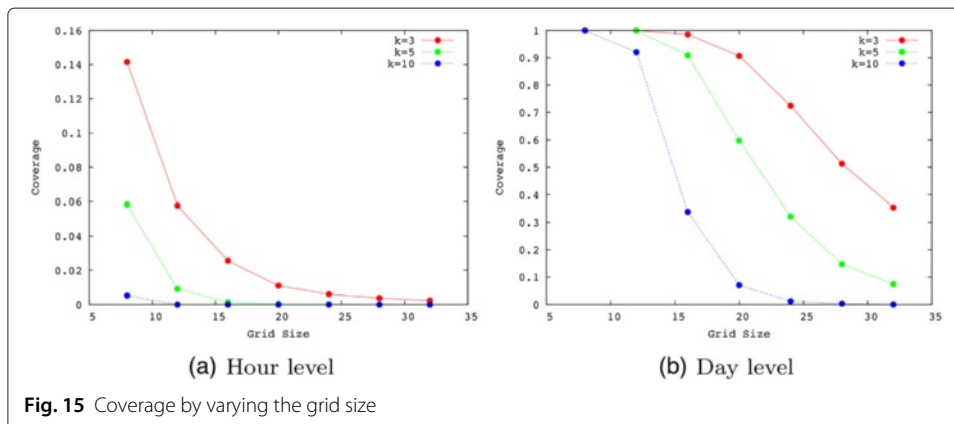 0.16
0.14
0.12
0.1
0.08
0.06
0.04
0.02
0
Coverage
5 10 15 20 25 30 35
Grid Size
k=3
k=5
k=10
(a) Hour level
1
0.9
0.8
0.7
0.6
0.5
0.4
0.3
0.2
0.1
0
Coverage
5 10 15 20 25 30 35
Grid Size
k=3
k=5
k=10
(b) Day level
Fig. 15 Coverage by varying the grid size